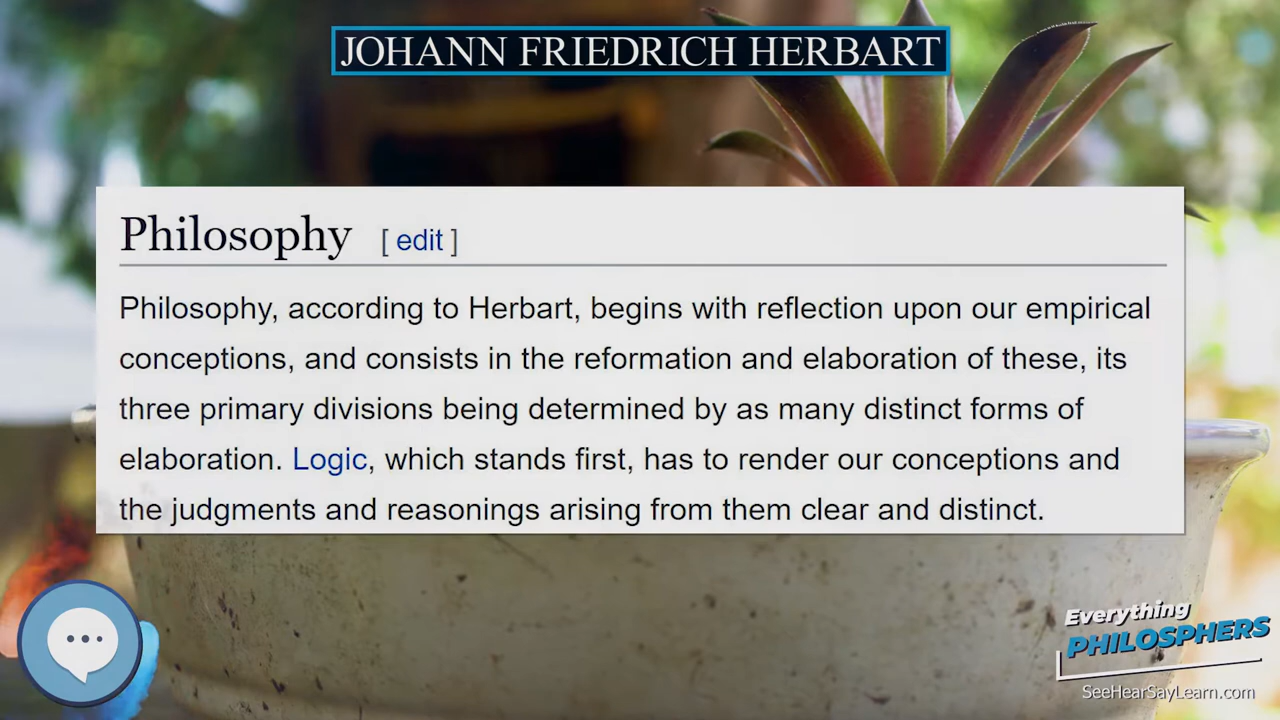 JOHANN FRIEDRICH HERBART
Philosophy [ edit ]
Philosophy, according to Herbart, begins with reflection upon our empirical
conceptions, and consists in the reformation and elaboration of these, its
three primary divisions being determined by as many distinct forms of
elaboration. Logic, which stands first, has to render our conceptions and
the judgments and reasonings arising from them clear and distinct.
Everything
PHILOSPHERS
SeeHearSayLearn.com